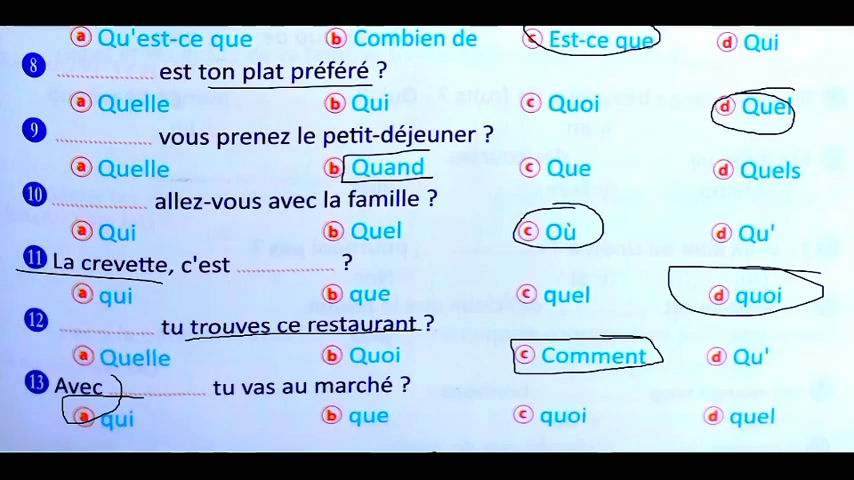 a Qu'est-ce que b Combien de c Est-ce que d Qui
8 ............ est ton plat préféré ?
a Quelle b Qui c Quoi d Quel
9 ............ vous prenez le petit-déjeuner ?
a Quelle b Quand c Que d Quels
10 ............ allez-vous avec la famille ?
a Qui b Quel c Où d Qu'
11 La crevette, c'est ............ ?
a qui b que c quel d quoi
12 ............ tu trouves ce restaurant ?
a Quelle b Quoi c Comment d Qu'
13 Avec ............ tu vas au marché ?
a qui b que c quoi d quel